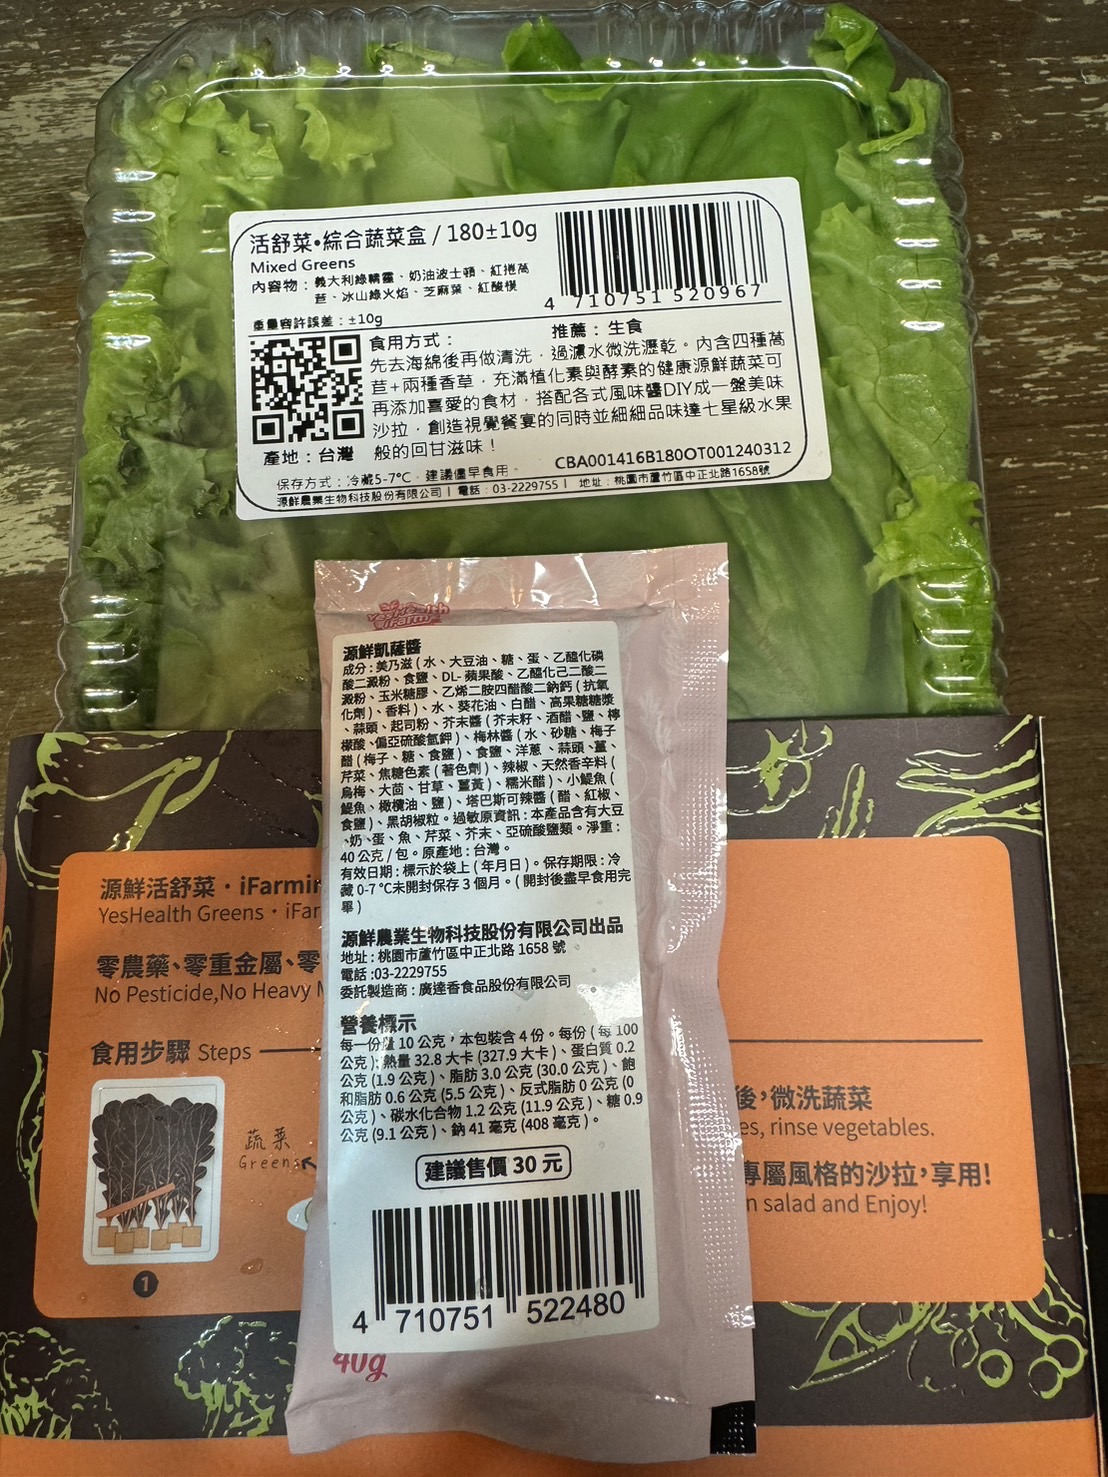 活舒菜•綜合蔬菜盒 / 180±10g
Mixed Greens
內容物：義大利綠精靈、奶油波士頓、紅捲萵
苣、冰山綠火焰、芝麻葉、紅酸模
4 710751 520967
重量容許誤差：±10g
食用方式：
推薦：生食
先去海綿後再做清洗，過濾水微洗瀝乾。內含四種萵
苣+兩種香草，充滿植化素與酵素的健康源鮮蔬菜可
再添加喜愛的食材，搭配各式風味醬DIY成一盤美味
沙拉，創造視覺餐宴的同時並細細品味達七星級水果
般的回甘滋味！
產地：台灣
CBA001416B180OT001240312
保存方式：冷藏5-7°C，建議儘早食用。
源鮮農業生物科技股份有限公司 | 電話：03-2229755 | 地址：桃園市蘆竹區中正北路1658號
YesHealth
iFarm
源鮮凱薩醬
成分：美乃滋（水、大豆油、糖、蛋、乙醯化磷
酸二澱粉、食鹽、DL-蘋果酸、乙醯化己二酸二
澱粉、玉米糖膠、乙烯二胺四醋酸二鈉鈣（抗氧
化劑）、香料）、水、葵花油、白醋、高果糖糖漿
、蒜頭、起司粉、芥末醬（芥末籽、酒醋、鹽、檸
檬酸、偏亞硫酸氫鉀）、梅林醬（水、砂糖、梅子
醋（梅子、糖、食鹽）、食鹽、洋蔥、蒜頭、薑、
芹菜、焦糖色素（著色劑）、辣椒、天然香辛料（
烏梅、大茴、甘草、薑黃）、糯米醋）、小鯷魚（
鯷魚、橄欖油、鹽）、塔巴斯可辣醬（醋、紅椒、
食鹽）、黑胡椒粒。過敏原資訊：本產品含有大豆
、奶、蛋、魚、芹菜、芥末、亞硫酸鹽類。淨重：
40 公克 / 包。原產地：台灣。
有效日期：標示於袋上（年月日）。保存期限：冷
藏 0-7 °C未開封保存 3 個月。（開封後盡早食用完
畢）
源鮮農業生物科技股份有限公司出品
地址：桃園市蘆竹區中正北路 1658 號
電話:03-2229755
委託製造商：廣達香食品股份有限公司
營養標示
每一份量 10 公克，本包裝含 4 份。每份（每 100
公克）：熱量 32.8 大卡 (327.9 大卡)、蛋白質 0.2
公克 (1.9 公克)、脂肪 3.0 公克 (30.0 公克)、飽
和脂肪 0.6 公克 (5.5 公克)、反式脂肪 0 公克 (0
公克)、碳水化合物 1.2 公克 (11.9 公克)、糖 0.9
公克 (9.1 公克)、鈉 41 毫克 (408 毫克)。
建議售價 30 元
4 710751 522480
40g
源鮮活舒菜・iFarmi
YesHealth Greens・iFar
零農藥、零重金屬、零
No Pesticide,No Heavy
食用步驟 Steps
蔬菜
Greens
1
後，微洗蔬菜
es, rinse vegetables.
專屬風格的沙拉，享用!
n salad and Enjoy!